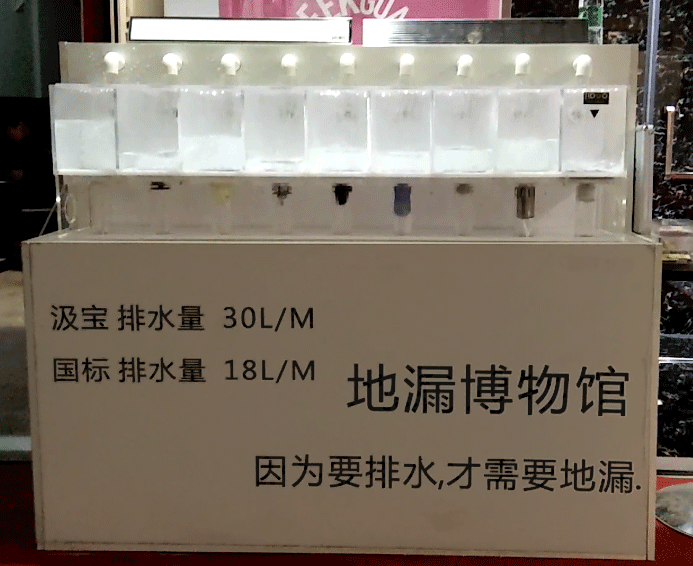 汲宝 排水量 30L/M
国标 排水量 18L/M
地漏博物馆
因为要排水,才需要地漏.